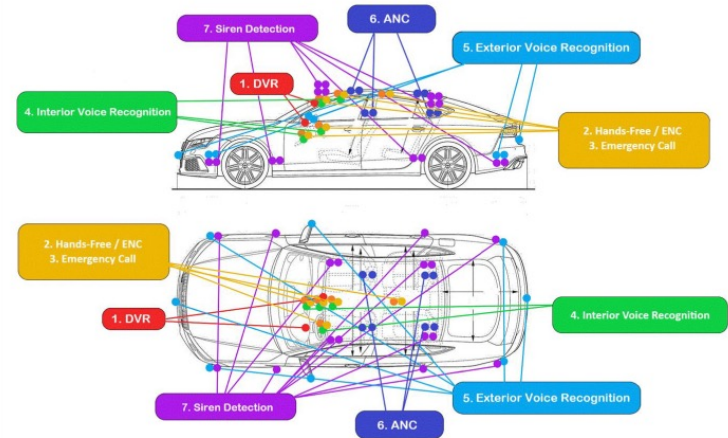 7. Siren Detection
6. ANC
5. Exterior Voice Recognition
1. DVR
4. Interior Voice Recognition
2. Hands-Free / ENC
3. Emergency Call
2. Hands-Free / ENC
3. Emergency Call
1. DVR
4. Interior Voice Recognition
7. Siren Detection
5. Exterior Voice Recognition
6. ANC